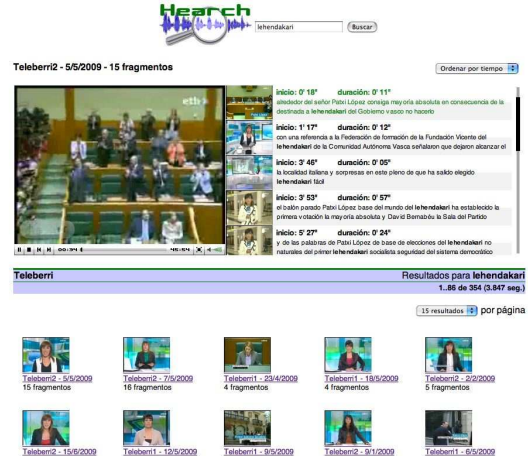 Hearch
lehendakari
Buscar
Teleberri2 - 5/5/2009 - 15 fragmentos
Ordenar por tiempo
eitb
inicio: 0' 18" duración: 0' 11"
alrededor del señor Patxi López consiga mayoría absoluta en consecuencia de la
destinada a lehendakari del Gobierno vasco no hacerlo
inicio: 1' 17" duración: 0' 12"
con una referencia a la Federación de formación de la Fundación Vicente del
lehendakari de la Comunidad Autónoma Vasca señalaron que dejaron alcanzar el
inicio: 3' 46" duración: 0' 05"
la localidad italiana y sorpresas en este pleno de que ha salido elegido
lehendakari fácil
inicio: 3' 53" duración: 0' 57"
el balón parado Patxi López base del mundo del lehendakari ha establecido la
primera votación la mayoría absoluta y David Bernabéu la Sala del Partido
inicio: 5' 27" duración: 0' 24"
y de las palabras de Patxi López de base de elecciones del lehendakari no
naturales del primer lehendakari socialista seguridad del sistema democrático
Teleberri
Resultados para lehendakari
1..86 de 354 (3.847 seg.)
15 resultados por página
Teleberri2 - 5/5/2009
15 fragmentos
Teleberri2 - 7/5/2009
16 fragmentos
Teleberri1 - 23/4/2009
4 fragmentos
Teleberri1 - 18/5/2009
4 fragmentos
Teleberri2 - 2/2/2009
5 fragmentos
Teleberri2 - 15/6/2009
Teleberri1 - 12/5/2009
Teleberri1 - 9/5/2009
Teleberri2 - 9/1/2009
Teleberri1 - 6/5/2009